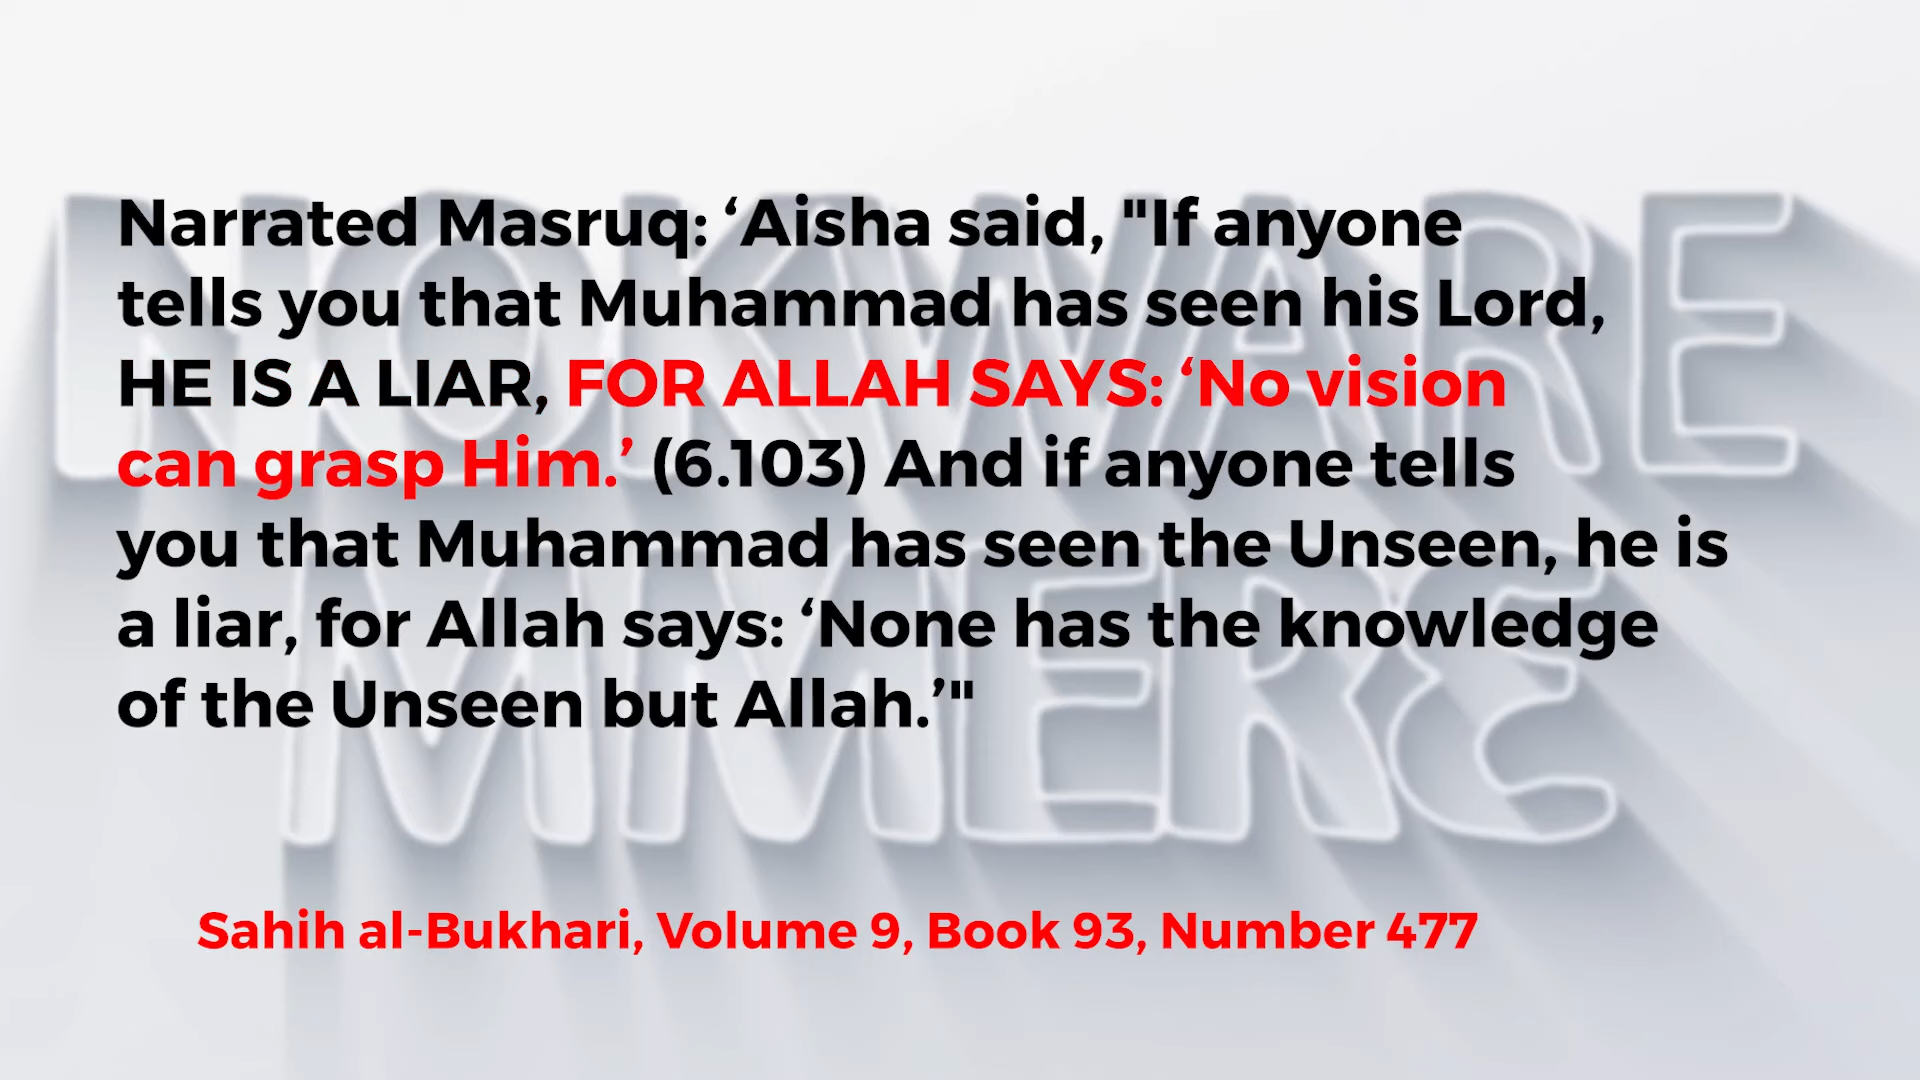 Narrated Masruq: ‘Aisha said, "If anyone
tells you that Muhammad has seen his Lord,
HE IS A LIAR, FOR ALLAH SAYS: ‘No vision
can grasp Him.’ (6.103) And if anyone tells
you that Muhammad has seen the Unseen, he is
a liar, for Allah says: ‘None has the knowledge
of the Unseen but Allah.’"
Sahih al-Bukhari, Volume 9, Book 93, Number 477
NOKWARE
MMERƐ